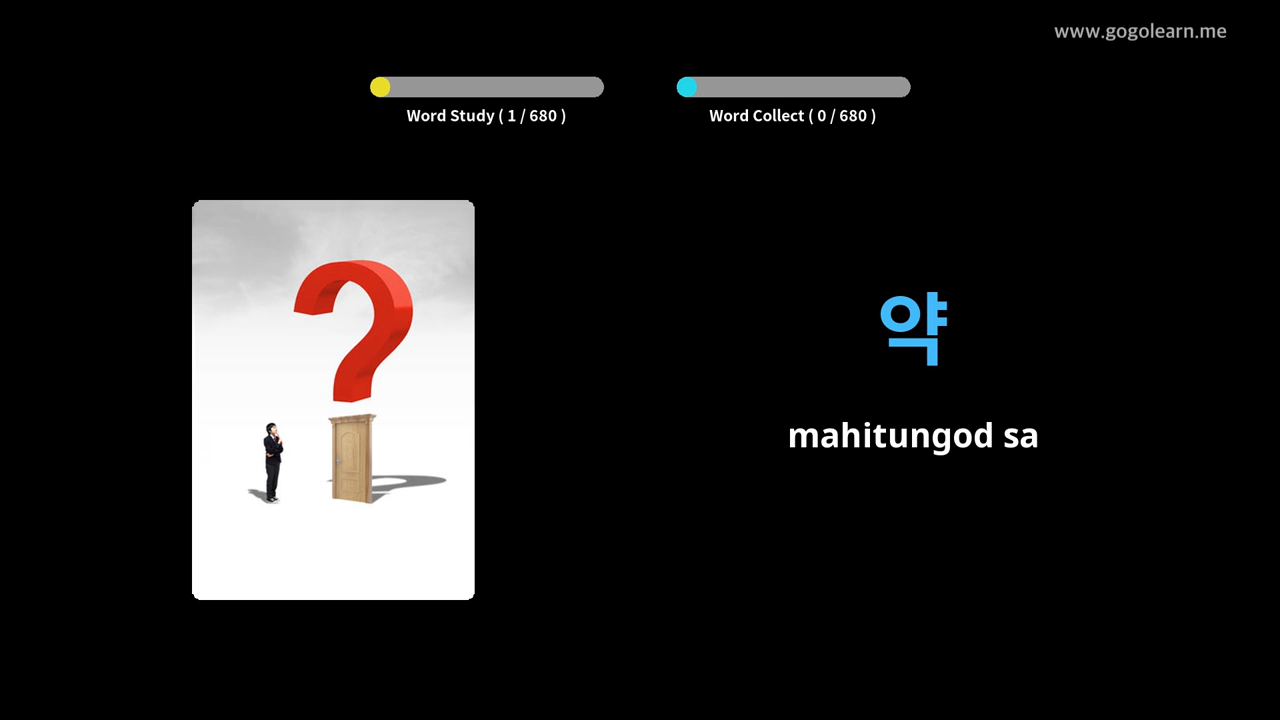 www.gogolearn.me
Word Study ( 1 / 680 )
Word Collect ( 0 / 680 )
약
mahitungod sa